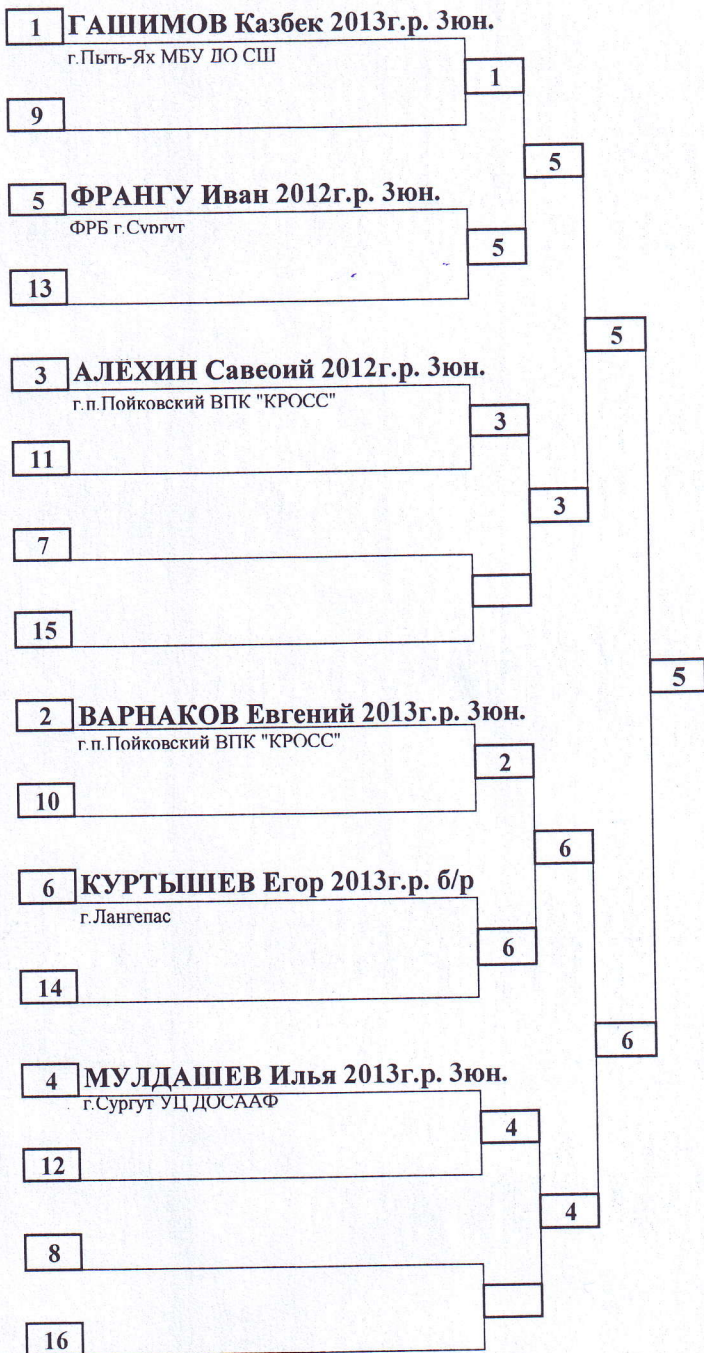 1 ГАШИМОВ Казбек 2013г.р. 3юн.
г.Пыть-Ях МБУ ДО СШ
1
9
5
5 ФРАНГУ Иван 2012г.р. 3юн.
ФРБ г.Сургут
5
13
5
3 АЛЁХИН Савеоий 2012г.р. 3юн.
г.п.Пойковский ВПК "КРОСС"
3
11
3
7
15
5
2 ВАРНАКОВ Евгений 2013г.р. 3юн.
г.п.Пойковский ВПК "КРОСС"
2
10
6
6 КУРТЫШЕВ Егор 2013г.р. б/р
г.Лангепас
6
14
6
4 МУЛДАШЕВ Илья 2013г.р. 3юн.
г.Сургут УЦ ДОСААФ
4
12
4
8
16